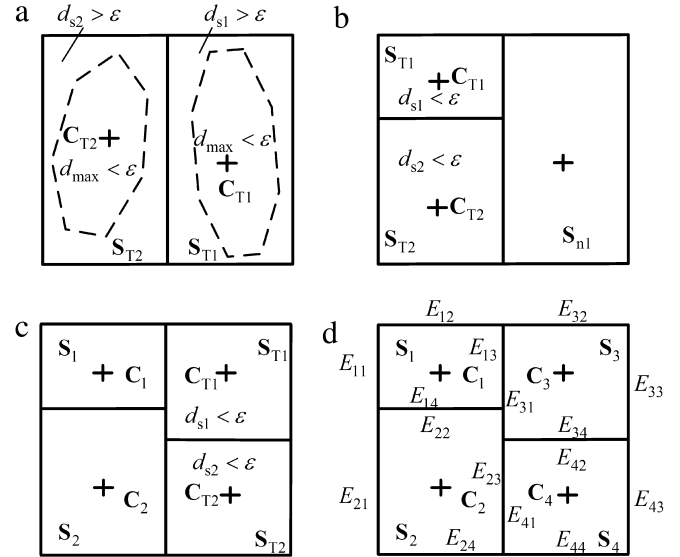 a
d_s2 > ε
d_s1 > ε
C_T2
d_max < ε
d_max < ε
C_T1
S_T2
S_T1
b
S_T1
C_T1
d_s1 < ε
d_s2 < ε
C_T2
S_T2
S_n1
c
S_1
C_1
S_T1
C_T1
d_s1 < ε
d_s2 < ε
C_T2
C_2
S_2
S_T2
d
E_12
E_32
S_1
E_13
S_3
E_11
C_1
C_3
E_33
E_14
E_31
E_22
E_34
E_42
E_23
E_21
C_2
C_4
E_43
E_41
S_2
E_24
E_44
S_4